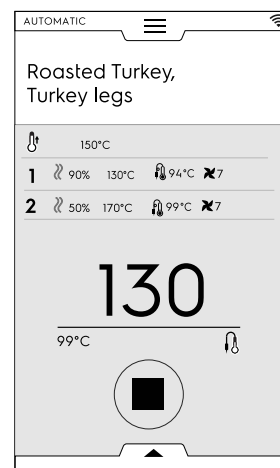 AUTOMATIC
Roasted Turkey,
Turkey legs
150°C
1 90% 130°C 94°C 7
2 50% 170°C 99°C 7
130
99°C